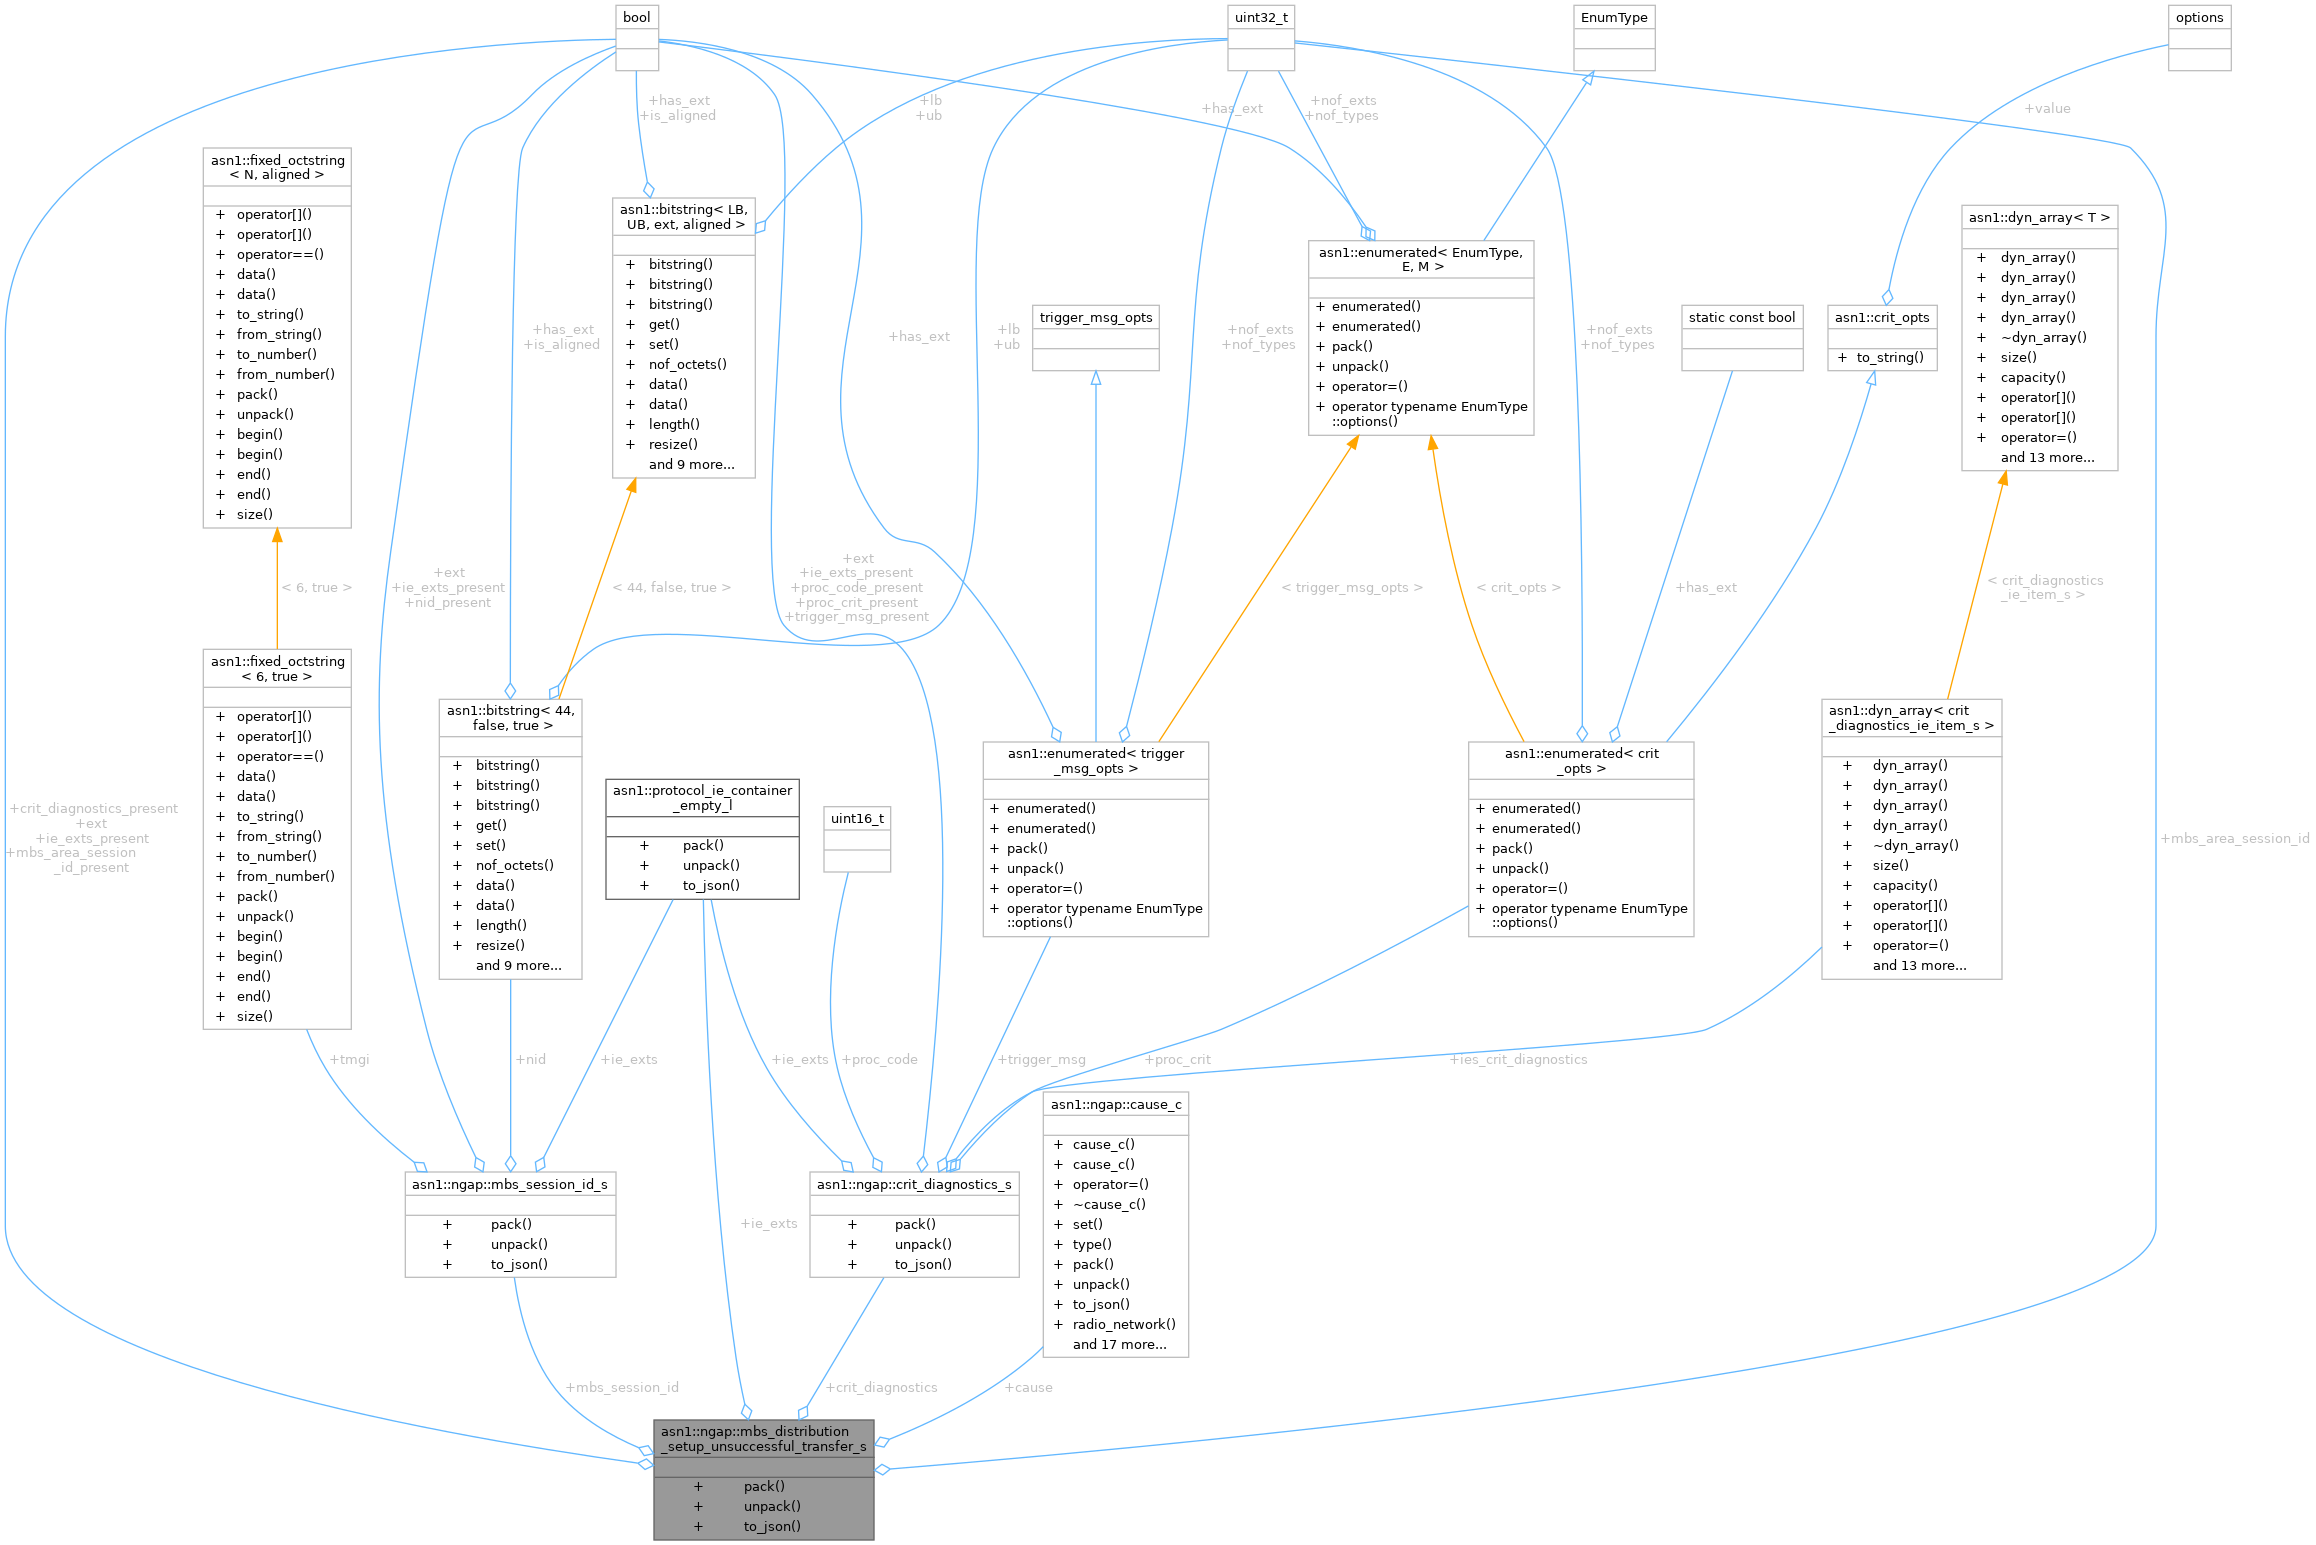 bool
uint32_t
EnumType
options
+has_ext
+is_aligned
+lb
+ub
+has_ext
+nof_exts
+nof_types
+value
asn1::fixed_octstring
< N, aligned >
+ operator[]()
+ operator[]()
+ operator==()
+ data()
+ data()
+ to_string()
+ from_string()
+ to_number()
+ from_number()
+ pack()
+ unpack()
+ begin()
+ begin()
+ end()
+ end()
+ size()
asn1::bitstring< LB,
UB, ext, aligned >
+ bitstring()
+ bitstring()
+ bitstring()
+ get()
+ set()
+ nof_octets()
+ data()
+ data()
+ length()
+ resize()
and 9 more...
asn1::enumerated< EnumType,
E, M >
+ enumerated()
+ enumerated()
+ pack()
+ unpack()
+ operator=()
+ operator typename EnumType
::options()
asn1::dyn_array< T >
+ dyn_array()
+ dyn_array()
+ dyn_array()
+ dyn_array()
+ ~dyn_array()
+ size()
+ capacity()
+ operator[]()
+ operator[]()
+ operator=()
and 13 more...
trigger_msg_opts
static const bool
asn1::crit_opts
+ to_string()
+has_ext
+is_aligned
+has_ext
+lb
+ub
+nof_exts
+nof_types
+nof_exts
+nof_types
< 6, true >
+ext
+ie_exts_present
+nid_present
< 44, false, true >
+ext
+ie_exts_present
+proc_code_present
+proc_crit_present
+trigger_msg_present
< trigger_msg_opts >
< crit_opts >
+has_ext
< crit_diagnostics
_ie_item_s >
asn1::fixed_octstring
< 6, true >
+ operator[]()
+ operator[]()
+ operator==()
+ data()
+ data()
+ to_string()
+ from_string()
+ to_number()
+ from_number()
+ pack()
+ unpack()
+ begin()
+ begin()
+ end()
+ end()
+ size()
asn1::bitstring< 44,
false, true >
+ bitstring()
+ bitstring()
+ bitstring()
+ get()
+ set()
+ nof_octets()
+ data()
+ data()
+ length()
+ resize()
and 9 more...
asn1::protocol_ie_container
_empty_l
+ pack()
+ unpack()
+ to_json()
uint16_t
asn1::enumerated< trigger
_msg_opts >
+ enumerated()
+ enumerated()
+ pack()
+ unpack()
+ operator=()
+ operator typename EnumType
::options()
asn1::enumerated< crit
_opts >
+ enumerated()
+ enumerated()
+ pack()
+ unpack()
+ operator=()
+ operator typename EnumType
::options()
asn1::dyn_array< crit
_diagnostics_ie_item_s >
+ dyn_array()
+ dyn_array()
+ dyn_array()
+ dyn_array()
+ ~dyn_array()
+ size()
+ capacity()
+ operator[]()
+ operator[]()
+ operator=()
and 13 more...
+crit_diagnostics_present
+ext
+ie_exts_present
+mbs_area_session
_id_present
+mbs_area_session_id
+tmgi
+nid
+ie_exts
+ie_exts
+proc_code
+trigger_msg
+proc_crit
+ies_crit_diagnostics
asn1::ngap::mbs_session_id_s
+ pack()
+ unpack()
+ to_json()
+ie_exts
asn1::ngap::crit_diagnostics_s
+ pack()
+ unpack()
+ to_json()
asn1::ngap::cause_c
+ cause_c()
+ cause_c()
+ operator=()
+ ~cause_c()
+ set()
+ type()
+ pack()
+ unpack()
+ to_json()
+ radio_network()
and 17 more...
+mbs_session_id
+crit_diagnostics
+cause
asn1::ngap::mbs_distribution
_setup_unsuccessful_transfer_s
+ pack()
+ unpack()
+ to_json()